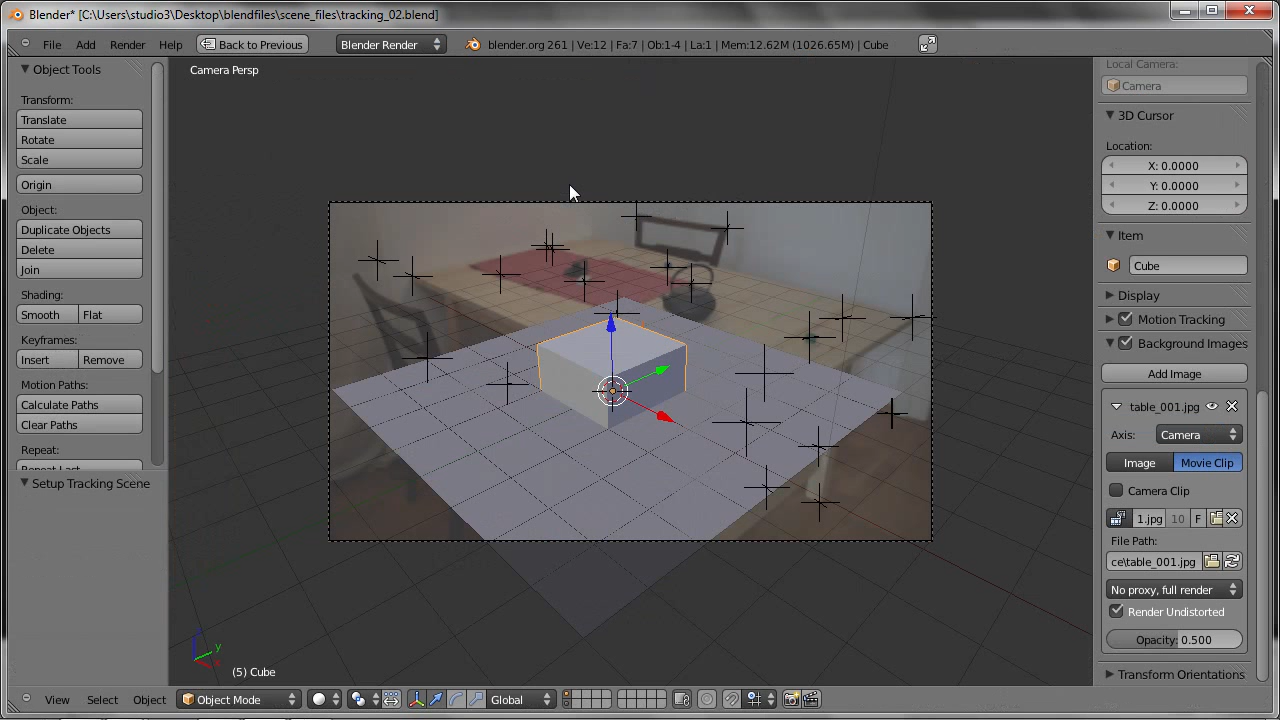 Blender* [C:\Users\studio3\Desktop\blendfiles\scene_files\tracking_02.blend]
File Add Render Help Back to Previous Blender Render blender.org 261 | Ve:12 | Fa:7 | Ob:1-4 | La:1 | Mem:12.62M (1026.65M) | Cube
Object Tools
Transform:
Translate
Rotate
Scale
Origin
Object:
Duplicate Objects
Delete
Join
Shading:
Smooth Flat
Keyframes:
Insert Remove
Motion Paths:
Calculate Paths
Clear Paths
Repeat:
Repeat Last
Setup Tracking Scene
Camera Persp
z
y
x
(5) Cube
Local Camera:
Camera
3D Cursor
Location:
X: 0.0000
Y: 0.0000
Z: 0.0000
Item
Cube
Display
Motion Tracking
Background Images
Add Image
table_001.jpg
Axis: Camera
Image Movie Clip
Camera Clip
1.jpg 10 F
File Path:
ce\table_001.jpg
No proxy, full render
Render Undistorted
Opacity: 0.500
Transform Orientations
View Select Object Object Mode Global